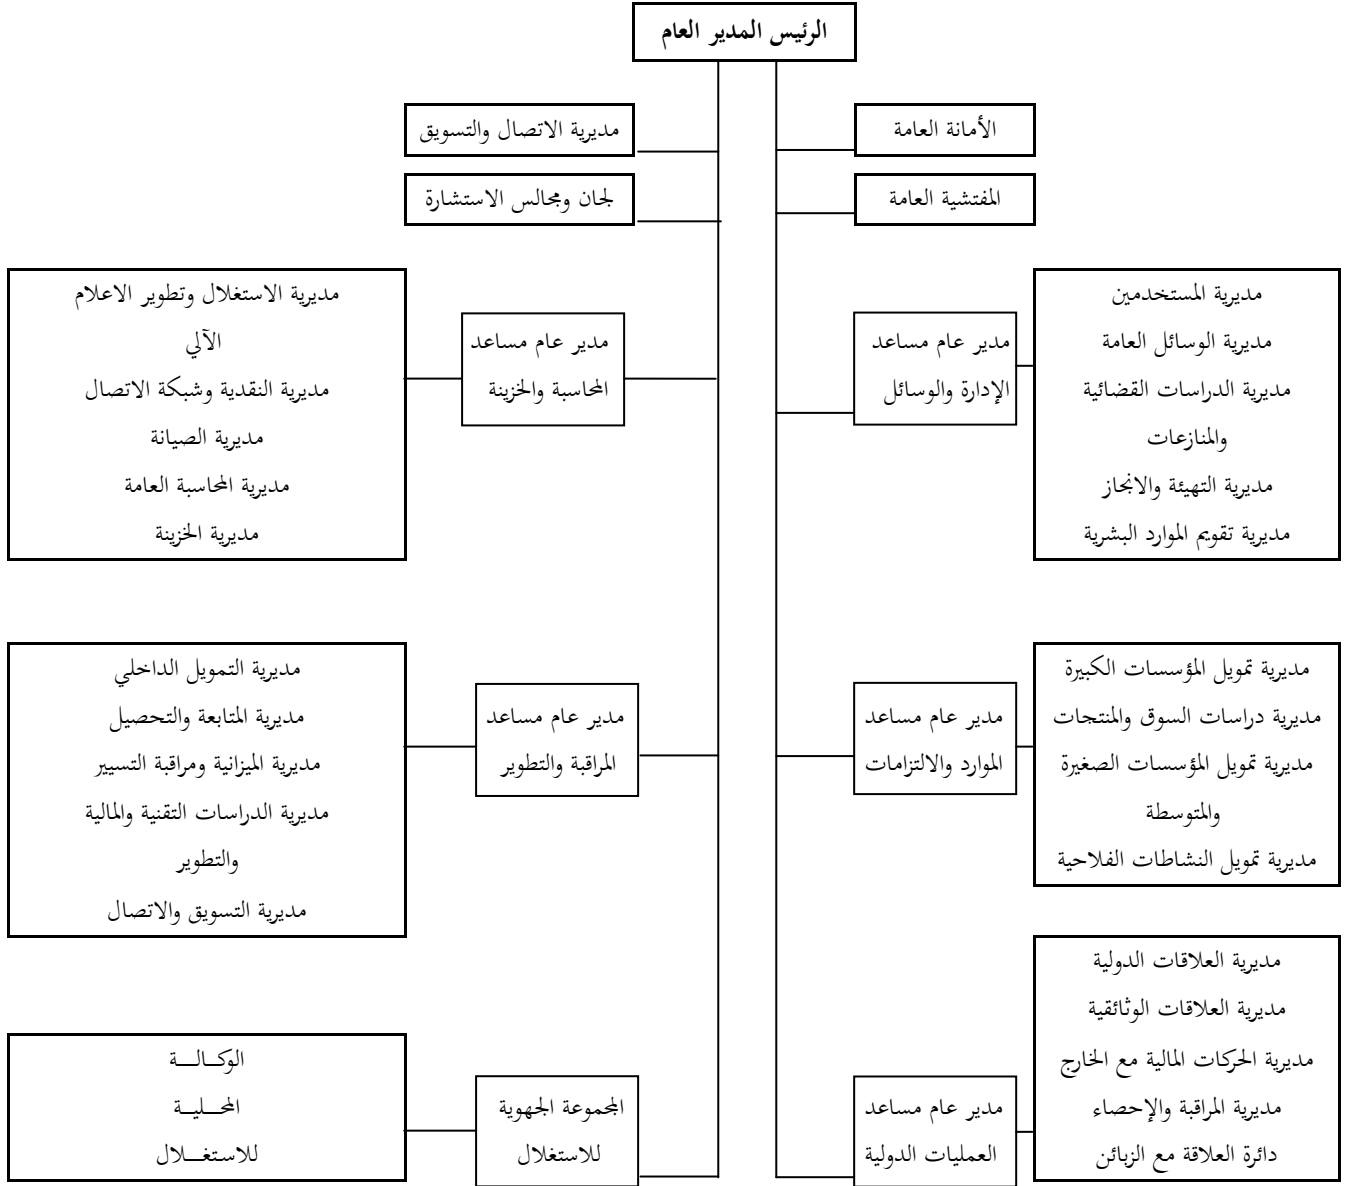 الرئيس المدير العام
الأمانة العامة
مديرية الاتصال والتسويق
المفتشية العامة
لجان ومجالس الاستشارة
مديرية المستخدمين
مديرية الوسائل العامة
مديرية الدراسات القضائية
والمنازعات
مديرية التهيئة والانجاز
مديرية تقويم الموارد البشرية
مدير عام مساعد
الإدارة والوسائل
مدير عام مساعد
المحاسبة والخزينة
مديرية الاستغلال وتطوير الاعلام
الآلي
مديرية النقدية وشبكة الاتصال
مديرية الصيانة
مديرية المحاسبة العامة
مديرية الخزينة
مديرية تمويل المؤسسات الكبيرة
مديرية دراسات السوق والمنتجات
مديرية تمويل المؤسسات الصغيرة
والمتوسطة
مديرية تمويل النشاطات الفلاحية
مدير عام مساعد
الموارد والالتزامات
مدير عام مساعد
المراقبة والتطوير
مديرية التمويل الداخلي
مديرية المتابعة والتحصيل
مديرية الميزانية ومراقبة التسيير
مديرية الدراسات التقنية والمالية
والتطوير
مديرية التسويق والاتصال
مديرية العلاقات الدولية
مديرية العلاقات الوثائقية
مديرية الحركات المالية مع الخارج
مديرية المراقبة والإحصاء
دائرة العلاقة مع الزبائن
مدير عام مساعد
العمليات الدولية
المجموعة الجهوية
للاستغلال
الوكــالـــة
المحـــليـــة
للاستغـــلال